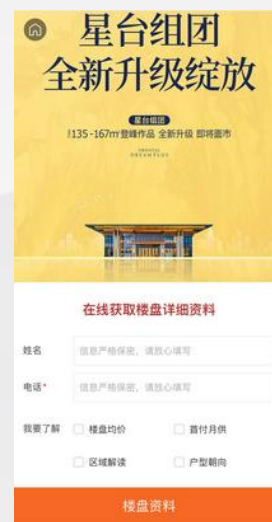 星台组团
全新升级绽放
星台组团
135-167㎡登峰作品 全新升级 即将面市
ORIENTAL
DREAMPLUS
在线获取楼盘详细资料
姓名 信息严格保密，请放心填写
电话* 信息严格保密，请放心填写
我要了解 楼盘均价 首付月供
区域解读 户型朝向
楼盘资料